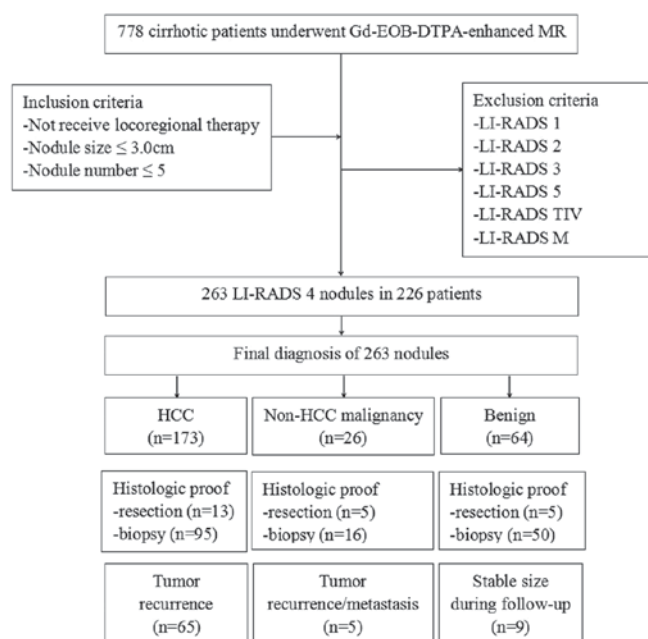 778 cirrhotic patients underwent Gd-EOB-DTPA-enhanced MR
Inclusion criteria
-Not receive locoregional therapy
-Nodule size ≤ 3.0cm
-Nodule number ≤ 5
Exclusion criteria
-LI-RADS 1
-LI-RADS 2
-LI-RADS 3
-LI-RADS 5
-LI-RADS TIV
-LI-RADS M
263 LI-RADS 4 nodules in 226 patients
Final diagnosis of 263 nodules
HCC
(n=173)
Non-HCC malignancy
(n=26)
Benign
(n=64)
Histologic proof
-resection (n=13)
-biopsy (n=95)
Histologic proof
-resection (n=5)
-biopsy (n=16)
Histologic proof
-resection (n=5)
-biopsy (n=50)
Tumor
recurrence
(n=65)
Tumor
recurrence/metastasis
(n=5)
Stable size
during follow-up
(n=9)